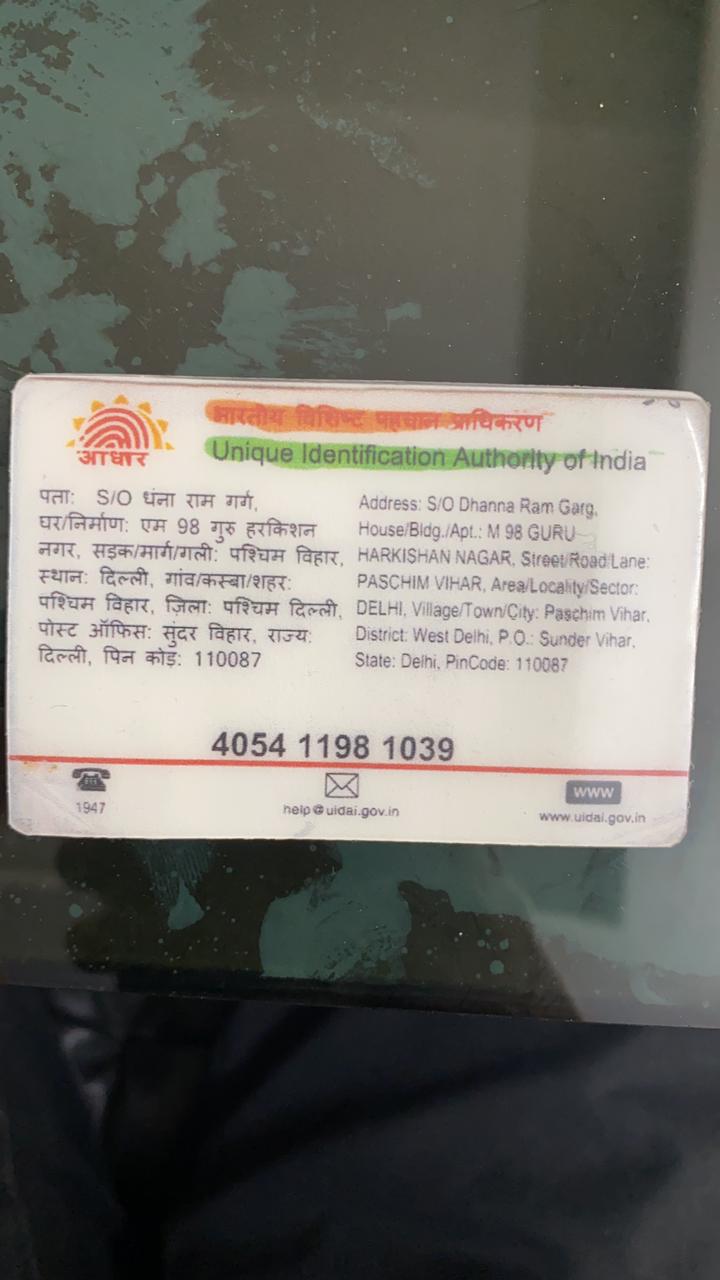 भारतीय विशिष्ट पहचान प्राधिकरण
Unique Identification Authority of India
आधार
पता: S/O धंना राम गर्ग,
घर/निर्माण: एम 98 गुरु हरकिशन
नगर, सड़क/मार्ग/गली: पश्चिम विहार,
स्थान: दिल्ली, गांव/कस्बा/शहर:
पश्चिम विहार, ज़िला: पश्चिम दिल्ली,
पोस्ट ऑफिस: सुंदर विहार, राज्य:
दिल्ली, पिन कोड: 110087
Address: S/O Dhanna Ram Garg,
House/Bldg./Apt.: M 98 GURU
HARKISHAN NAGAR, Street/Road/Lane:
PASCHIM VIHAR, Area/Locality/Sector:
DELHI, Village/Town/City: Paschim Vihar,
District: West Delhi, P.O.: Sunder Vihar,
State: Delhi, PinCode: 110087
4054 1198 1039
1947
help@uidai.gov.in
www
www.uidai.gov.in